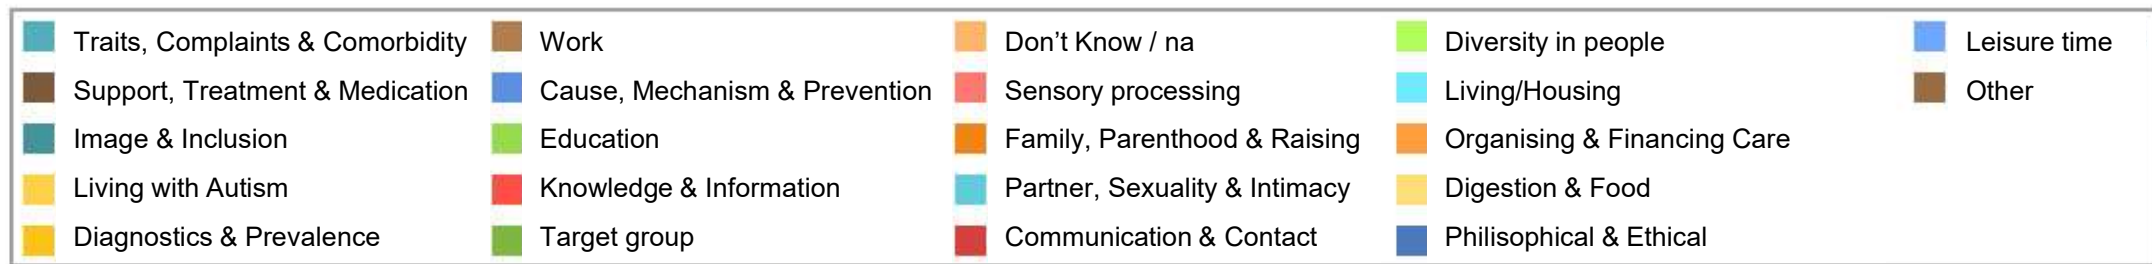 Traits, Complaints & Comorbidity
Support, Treatment & Medication
Image & Inclusion
Living with Autism
Diagnostics & Prevalence
Work
Cause, Mechanism & Prevention
Education
Knowledge & Information
Target group
Don’t Know / na
Sensory processing
Family, Parenthood & Raising
Partner, Sexuality & Intimacy
Communication & Contact
Diversity in people
Living/Housing
Organising & Financing Care
Digestion & Food
Philisophical & Ethical
Leisure time
Other